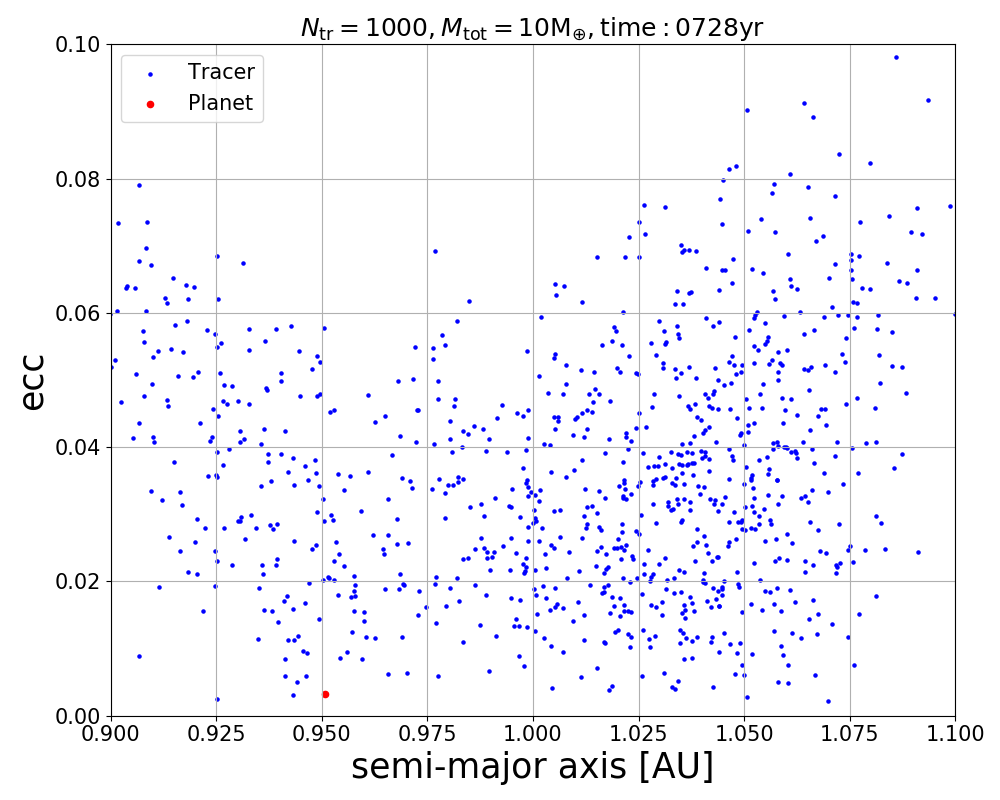 N_tr = 1000, M_tot = 10M_⊕, time : 0728yr
0.10
Tracer
Planet
0.08
0.06
ecc
0.04
0.02
0.00
0.900 0.925 0.950 0.975 1.000 1.025 1.050 1.075 1.100
semi-major axis [AU]